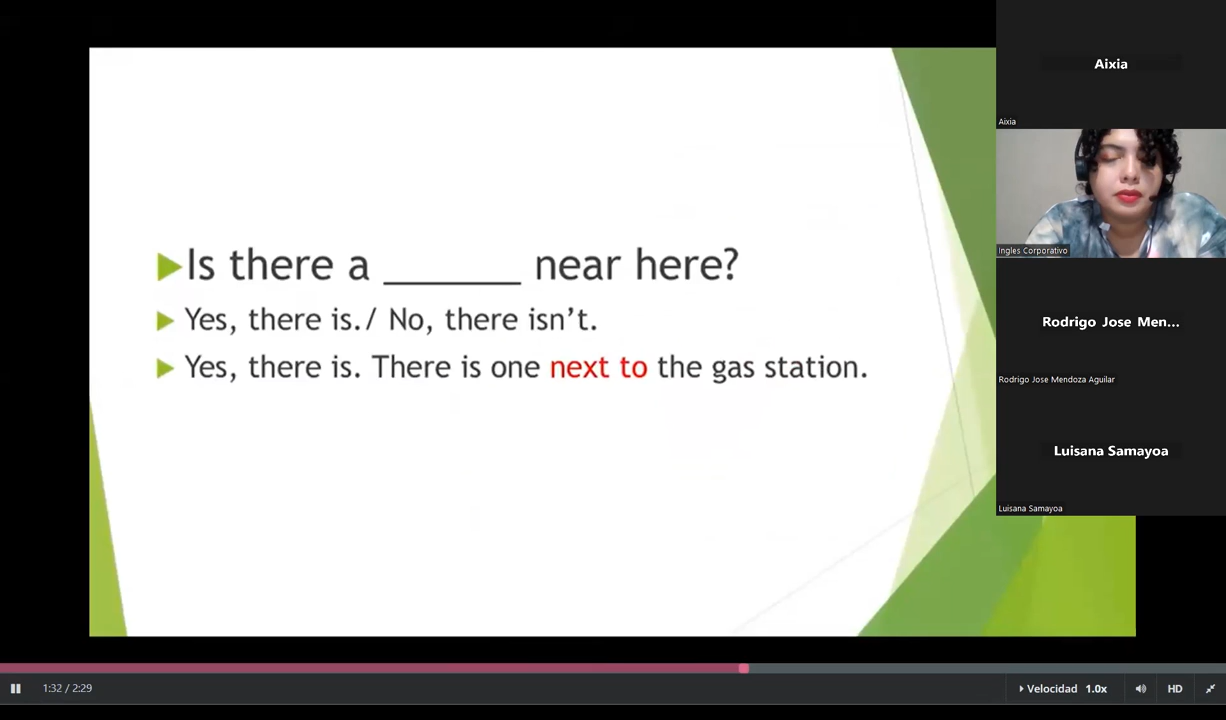 Is there a _______ near here?
Yes, there is./ No, there isn't.
Yes, there is. There is one next to the gas station.
Aixia
Aixia
Ingles Corporativo
Rodrigo Jose Men...
Rodrigo Jose Mendoza Aguilar
Luisana Samayoa
Luisana Samayoa
1:32 / 2:29
Velocidad 1.0x
HD